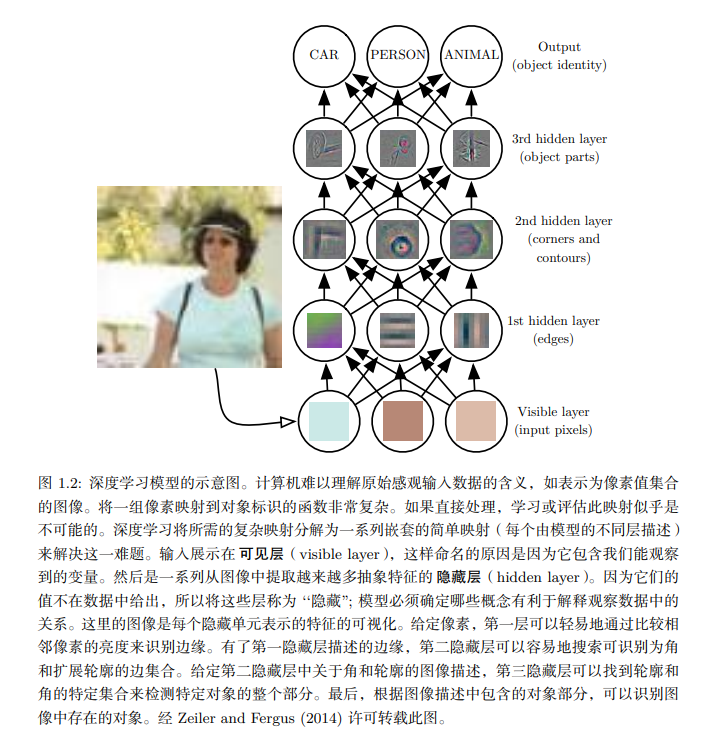 CAR PERSON ANIMAL
Output
(object identity)
3rd hidden layer
(object parts)
2nd hidden layer
(corners and
contours)
1st hidden layer
(edges)
Visible layer
(input pixels)
图 1.2: 深度学习模型的示意图。计算机难以理解原始感观输入数据的含义，如表示为像素值集合
的图像。将一组像素映射到对象标识的函数非常复杂。如果直接处理，学习或评估此映射似乎是
不可能的。深度学习将所需的复杂映射分解为一系列嵌套的简单映射（每个由模型的不同层描述）
来解决这一难题。输入展示在 可见层（visible layer），这样命名的原因是因为它包含我们能观察
到的变量。然后是一系列从图像中提取越来越多抽象特征的 隐藏层（hidden layer）。因为它们的
值不在数据中给出，所以将这些层称为 “隐藏”; 模型必须确定哪些概念有利于解释观察数据中的
关系。这里的图像是每个隐藏单元表示的特征的可视化。给定像素，第一层可以轻易地通过比较相
邻像素的亮度来识别边缘。有了第一隐藏层描述的边缘，第二隐藏层可以容易地搜索可识别为角
和扩展轮廓的边集合。给定第二隐藏层中关于角和轮廓的图像描述，第三隐藏层可以找到轮廓和
角的特定集合来检测特定对象的整个部分。最后，根据图像描述中包含的对象部分，可以识别图
像中存在的对象。经 Zeiler and Fergus (2014) 许可转载此图。